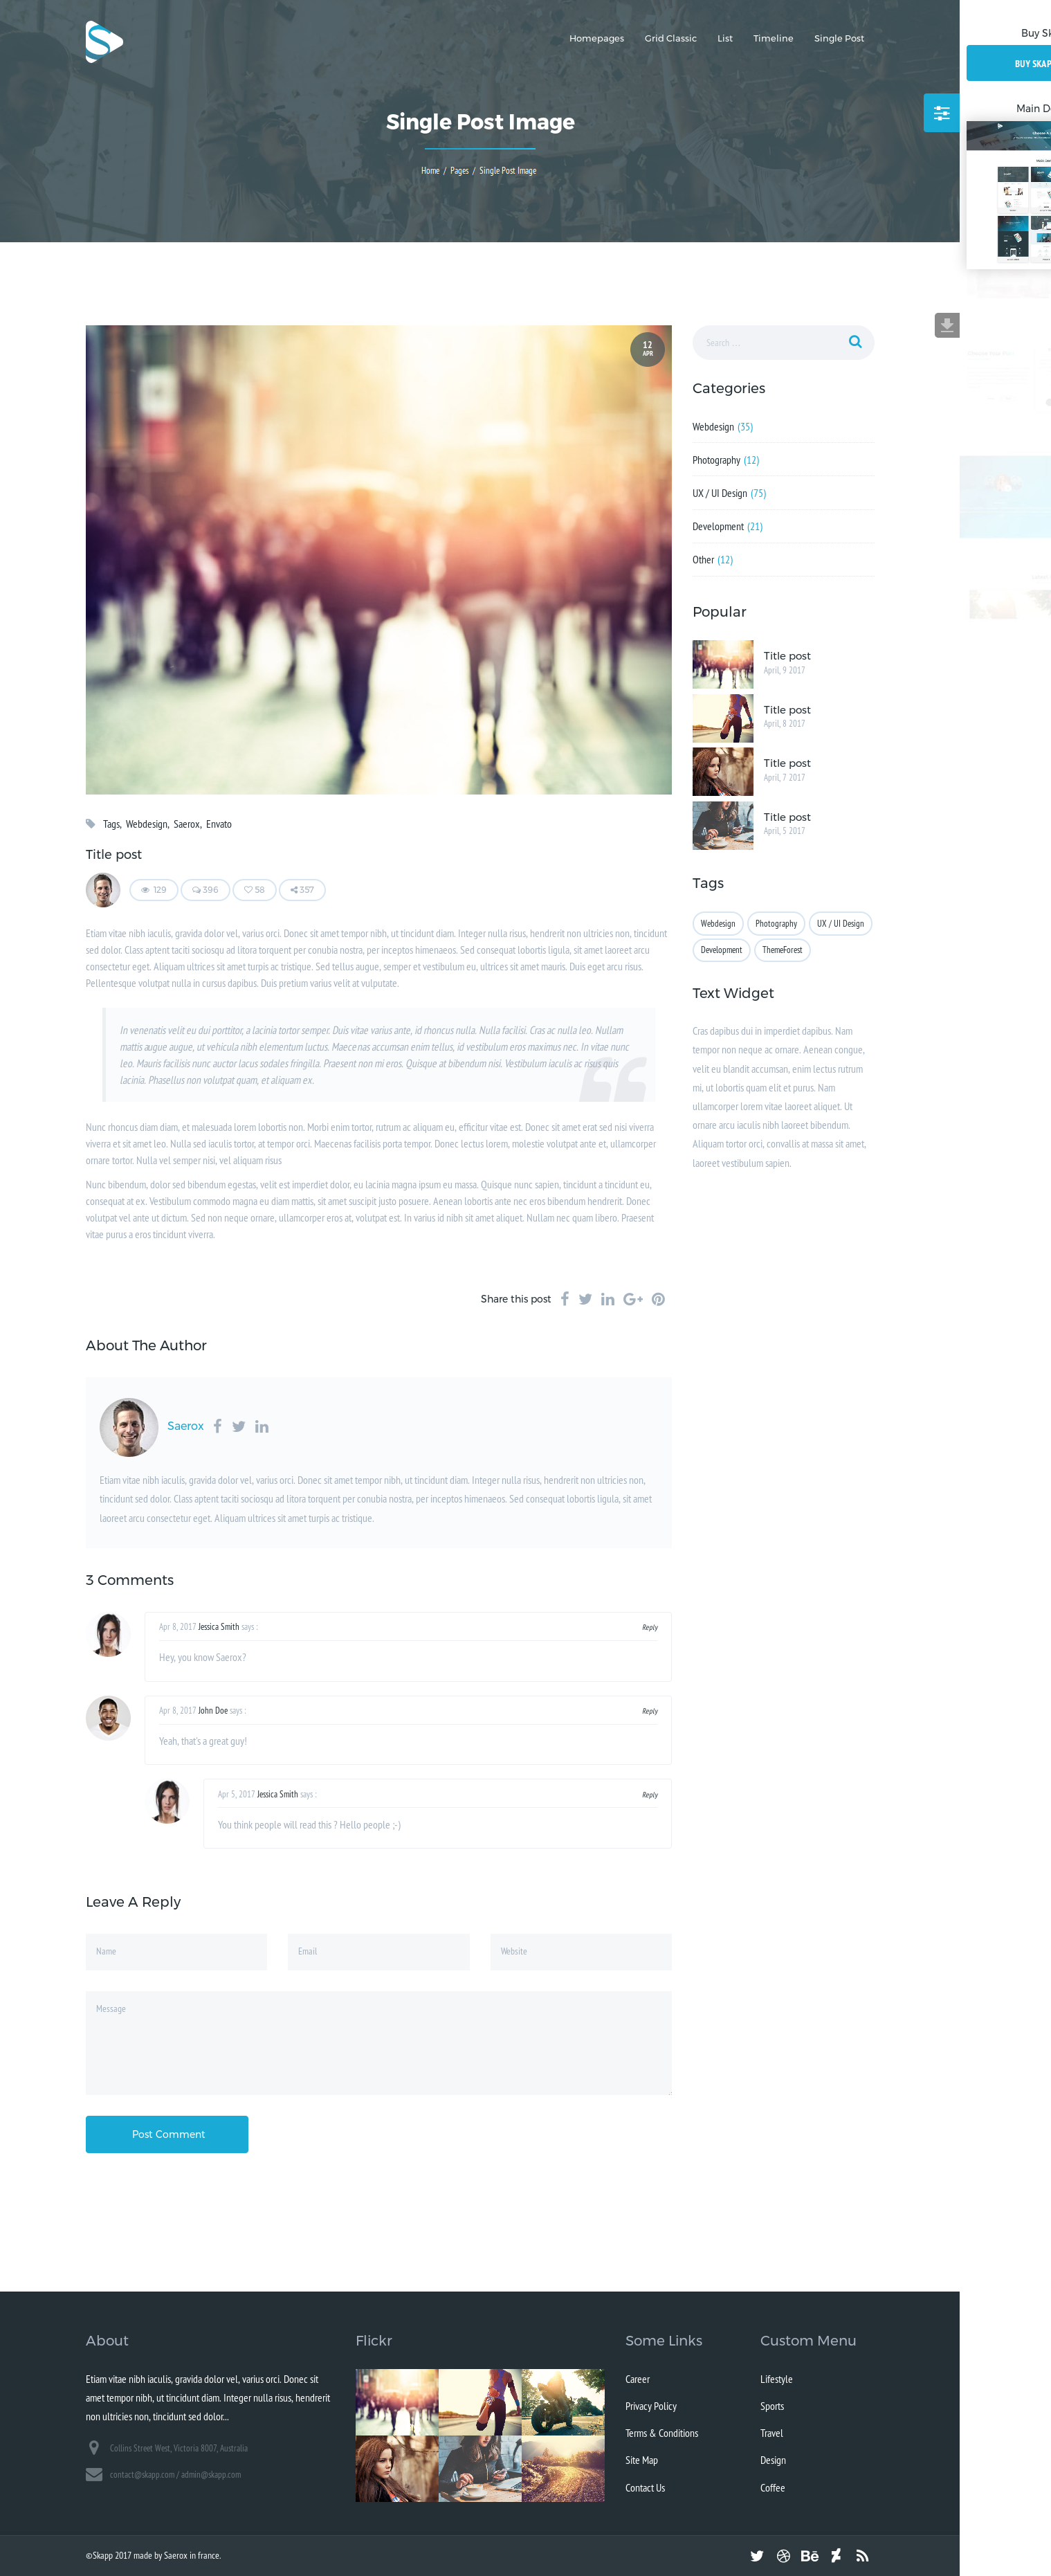 Homepages Grid Classic List Timeline Single Post
Single Post Image
Home / Pages / Single Post Image
Buy
BUY
Main
12
APR
Tags, Webdesign, Saerox, Envato
Title post
129 396 58 357
Etiam vitae nibh iaculis, gravida dolor vel, varius orci. Donec sit amet tempor nibh, ut tincidunt diam. Integer nulla risus, hendrerit non ultricies non, tincidunt
sed dolor. Class aptent taciti sociosqu ad litora torquent per conubia nostra, per inceptos himenaeos. Sed consequat lobortis ligula, sit amet laoreet arcu
consectetur eget. Aliquam ultrices sit amet turpis ac tristique. Sed tellus augue, semper et vestibulum eu, ultrices sit amet mauris. Duis eget arcu risus.
Pellentesque volutpat nulla in cursus dapibus. Duis pretium varius velit at vulputate.
In venenatis velit eu dui porttitor, a lacinia tortor semper. Duis vitae varius ante, id rhoncus nulla. Nulla facilisi. Cras ac nulla leo. Nullam
mattis augue augue, ut vehicula nibh elementum luctus. Maecenas accumsan enim tellus, id vestibulum eros maximus nec. In vitae nunc
leo. Mauris facilisis nunc auctor lacus sodales fringilla. Praesent non mi eros. Quisque at bibendum nisi. Vestibulum iaculis ac risus quis
lacinia. Phasellus non volutpat quam, et aliquam ex.
“
Nunc rhoncus diam diam, et malesuada lorem lobortis non. Morbi enim tortor, rutrum ac aliquam eu, efficitur vitae est. Donec sit amet erat sed nisi viverra
viverra et sit amet leo. Nulla sed iaculis tortor, at tempor orci. Maecenas facilisis porta tempor. Donec lectus lorem, molestie volutpat ante et, ullamcorper
ornare tortor. Nulla vel semper nisi, vel aliquam risus
Nunc bibendum, dolor sed bibendum egestas, velit est imperdiet dolor, eu lacinia magna ipsum eu massa. Quisque nunc sapien, tincidunt a tincidunt eu,
consequat at ex. Vestibulum commodo magna eu diam mattis, sit amet suscipit justo posuere. Aenean lobortis ante nec eros bibendum hendrerit. Donec
volutpat vel ante ut dictum. Sed non neque ornare, ullamcorper eros at, volutpat est. In varius id nibh sit amet aliquet. Nullam nec quam libero. Praesent
vitae purus a eros tincidunt viverra.
Share this post
About The Author
Saerox
Etiam vitae nibh iaculis, gravida dolor vel, varius orci. Donec sit amet tempor nibh, ut tincidunt diam. Integer nulla risus, hendrerit non ultricies non,
tincidunt sed dolor. Class aptent taciti sociosqu ad litora torquent per conubia nostra, per inceptos himenaeos. Sed consequat lobortis ligula, sit amet
laoreet arcu consectetur eget. Aliquam ultrices sit amet turpis ac tristique.
3 Comments
Apr 8, 2017 Jessica Smith says : Reply
Hey, you know Saerox?
Apr 8, 2017 John Doe says : Reply
Yeah, that's a great guy!
Apr 5, 2017 Jessica Smith says : Reply
You think people will read this ? Hello people ;-)
Leave A Reply
Name Email Website
Message
Post Comment
Search . . .
Categories
Webdesign (35)
Photography (12)
UX / UI Design (75)
Development (21)
Other (12)
Popular
Title post
April, 9 2017
Title post
April, 8 2017
Title post
April, 7 2017
Title post
April, 5 2017
Tags
Webdesign Photography UX / UI Design
Development ThemeForest
Text Widget
Cras dapibus dui in imperdiet dapibus. Nam
tempor non neque ac ornare. Aenean congue,
velit eu blandit accumsan, enim lectus rutrum
mi, ut lobortis quam elit et purus. Nam
ullamcorper lorem vitae laoreet aliquet. Ut
ornare arcu iaculis nibh laoreet bibendum.
Aliquam tortor orci, convallis at massa sit amet,
laoreet vestibulum sapien.
About
Etiam vitae nibh iaculis, gravida dolor vel, varius orci. Donec sit
amet tempor nibh, ut tincidunt diam. Integer nulla risus, hendrerit
non ultricies non, tincidunt sed dolor...
Collins Street West, Victoria 8007, Australia
contact@skapp.com / admin@skapp.com
Flickr
Some Links
Career
Privacy Policy
Terms & Conditions
Site Map
Contact Us
Custom Menu
Lifestyle
Sports
Travel
Design
Coffee
©Skapp 2017 made by Saerox in france.